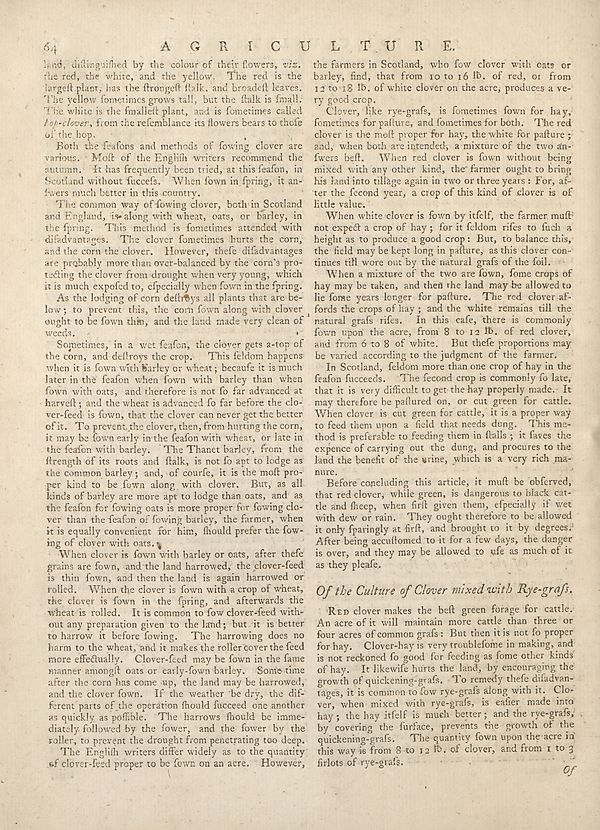 64 A G R I C U L T U R E.
land, diſtinguiſhed by the colour of their flowers, viz.
the red, the white, and the yellow. The red is the
largeſt plant, has the ſtrongeſt ſtalk, and broadeſt leaves.
The yellow ſometimes grows tall, but the ſtalk is ſmall.
The white is the ſmalleſt plant, and is ſometimes called
hop-clover, from the reſemblance its flowers bears to thoſe
of the hop.
Both the ſeaſons and methods of ſowing clover are
various. Moſt of the Engliſh writers recommend the
autumn. It has frequently been tried, at this ſeaſon, in
Scotland without ſucceſs. When ſown in ſpring, it an-
ſwers much better in this country.
The common way of ſowing clover, both in Scotland
and England, is along with wheat, oats, or barley, in
the ſpring. This method is ſometimes attended with
diſadvantages. The clover ſometimes hurts the corn,
and the corn the clover. However, theſe diſadvantages
are probably more than over-balanced by the corn's pro-
tecting the clover from drought when very young, which
it is much expoſed to, eſpecially when ſown in the ſpring.
As the lodging of corn deſtroys all plants that are be-
low; to prevent this, the corn ſown along with clover
ought to be ſown thin, and the land made very clean of
weeds.
Sometimes, in a wet ſeaſon, the clover gets a-top of
the corn, and deſtroys the crop. This ſeldom happens
when it is ſown with barley or wheat; becauſe it is much
later in the ſeaſon when ſown with barley than when
ſown with oats, and therefore is not ſo far advanced at
harveſt; and the wheat is advanced ſo far before the clo-
ver-ſeed is ſown, that the clover can never get the better
of it. To prevent the clover, then, from hurting the corn,
it may be ſown early in the ſeaſon with wheat, or late in
the ſeaſon with barley. The Thanet barley, from the
ſtrength of its roots and ſtalk, is not ſo apt to lodge as
the common barley; and, of courſe, it is the moſt pro-
per kind to be ſown along with clover. But, as all
kinds of barley are more apt to lodge than oats, and as
the ſeaſon for ſowing oats is more proper for ſowing clo-
ver than the ſeaſon of ſowing barley, the farmer, when
it is equally convenient for him, ſhould prefer the ſow-
ing of clover with oats.
When clover is ſown with barley or oats, after theſe
grains are ſown, and the land harrowed, the clover-ſeed
is thin ſown, and then the land is again harrowed or
rolled. When the clover is ſown with a crop of wheat,
the clover is ſown in the ſpring, and afterwards the
wheat is rolled. It is common to ſow clover-ſeed with-
out any preparation given to the land; but it is better
to harrow it before ſowing. The harrowing does no
harm to the wheat, and it makes the roller cover the ſeed
more effectually. Clover-ſeed may be ſown in the ſame
manner amongſt oats or early-ſown barley. Some time
after the corn has come up, the land may be harrowed,
and the clover ſown. If the weather be dry, the dif-
ferent parts of the operation ſhould ſucceed one another
as quickly as poſſible. The harrows ſhould be imme-
diately followed by the ſower, and the ſower by the
roller, to prevent the drought from penetrating too deep.
The Engliſh writers differ widely as to the quantity
of clover-ſeed proper to be ſown on an acre. However,
the farmers in Scotland, who ſow clover with oats or
barley, find, that from 10 to 16 lb. of red, or from
12 to 18 lb. of white clover on the acre, produces a ve-
ry good crop.
Clover, like rye-graſs, is ſometimes ſown for hay,
ſometimes for paſture, and ſometimes for both. The red
clover is the moſt proper for hay, the white for paſture;
and, when both are intended, a mixture of the two an-
ſwers beſt. When red clover is ſown without being
mixed with any other kind, the farmer ought to bring
his land into tillage again in two or three years: For, af-
ter the ſecond year, a crop of this kind of clover is of
little value.
When white clover is ſown by itſelf, the farmer muſt
not expect a crop of hay; for it ſeldom riſes to ſuch a
height as to produce a good crop: But, to balance this,
the field may be kept long in paſture, as this clover con-
tinues till wore out by the natural graſs of the ſoil.
When a mixture of the two are ſown, ſome crops of
hay may be taken, and then the land may be allowed to
lie ſome years longer for paſture. The red clover af-
fords the crops of hay; and the white remains till the
natural graſs riſes. In this caſe, there is commonly
ſown upon the acre, from 8 to 12 lb. of red clover,
and from 6 to 8 of white. But theſe proportions may
be varied according to the judgment of the farmer.
In Scotland, ſeldom more than one crop of hay in the
ſeaſon ſucceeds. The ſecond crop is commonly ſo late,
that it is very difficult to get the hay properly made. It
may therefore be paſtured on, or cut green for cattle.
When clover is cut green for cattle, it is a proper way
to feed them upon a field that needs dung. This me-
thod is preferable to feeding them in ſtalls; it ſaves the
expence of carrying out the dung, and procures to the
land the benefit of the urine, which is a very rich ma-
nure.
Before concluding this article, it muſt be obſerved,
that red clover, while green, is dangerous to black cat-
tle and ſheep, when firſt given them, eſpecially if wet
with dew or rain. They ought therefore to be allowed
it only ſparingly at firſt, and brought to it by degrees.
After being accuſtomed to it for a few days, the danger
is over, and they may be allowed to uſe as much of it
as they pleaſe.
Of the Culture of Clover mixed with Rye-graſs.
RED clover makes the beſt green forage for cattle.
An acre of it will maintain more cattle than three or
four acres of common graſs: But then it is not ſo proper
for hay. Clover-hay is very troubleſome in making, and
is not reckoned ſo good for feeding as ſome other kinds
of hay. It likewiſe hurts the land, by encouraging the
growth of quickening-graſs. To remedy theſe diſadvan-
tages, it is common to ſow rye-graſs along with it. Clo-
ver, when mixed with rye-graſs, is eaſier made into
hay; the hay itſelf is much better; and the rye-graſs,
by covering the ſurface, prevents the growth of the
quickening-graſs. The quantity ſown upon the acre in
this way is from 8 to 12 lb. of clover, and from 1 to 3
firlots of rye-graſs.
Of